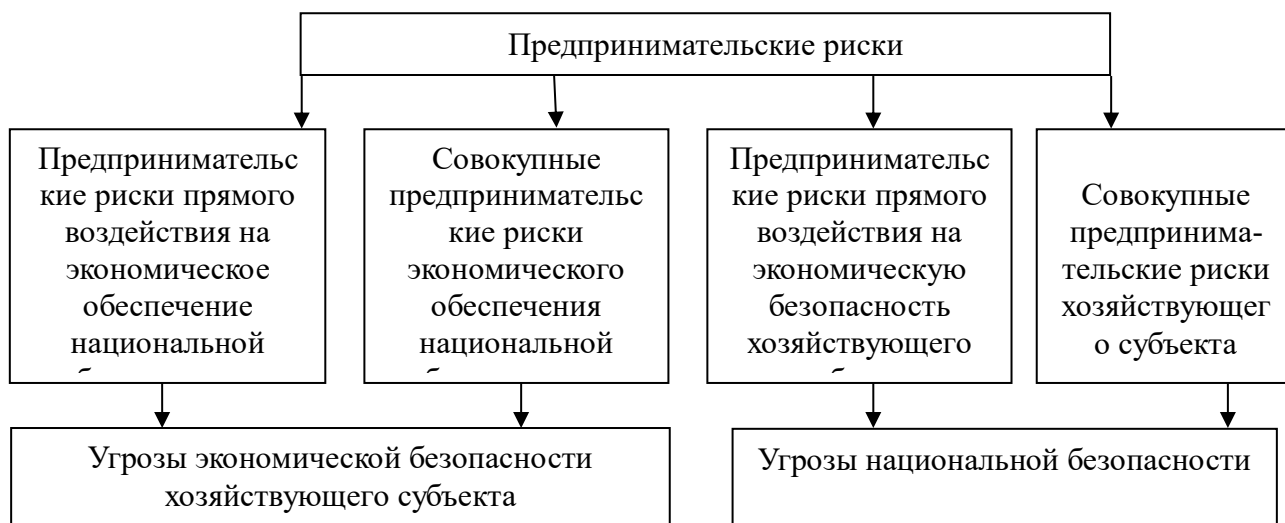 Предпринимательские риски
Предпринимательс
кие риски прямого
воздействия на
экономическое
обеспечение
национальной
Совокупные
предпринимательс
кие риски
экономического
обеспечения
национальной
Предпринимательс
кие риски прямого
воздействия на
экономическую
безопасность
хозяйствующего
Совокупные
предпринима-
тельские риски
хозяйствующег
о субъекта
Угрозы экономической безопасности
хозяйствующего субъекта
Угрозы национальной безопасности